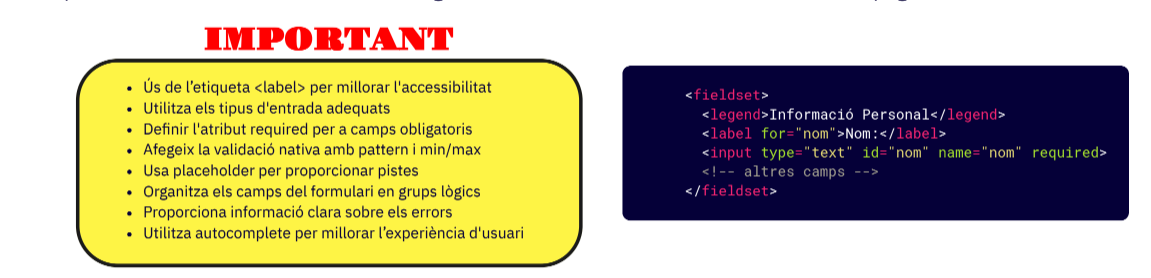 IMPORTANT
• Ús de l’etiqueta <label> per millorar l'accessibilitat
• Utilitza els tipus d'entrada adequats
• Definir l'atribut required per a camps obligatoris
• Afegeix la validació nativa amb pattern i min/max
• Usa placeholder per proporcionar pistes
• Organitza els camps del formulari en grups lògics
• Proporciona informació clara sobre els errors
• Utilitza autocomplete per millorar l’experiència d'usuari
<fieldset>
<legend>Informació Personal</legend>
<label for="nom">Nom:</label>
<input type="text" id="nom" name="nom" required>
<!-- altres camps -->
</fieldset>